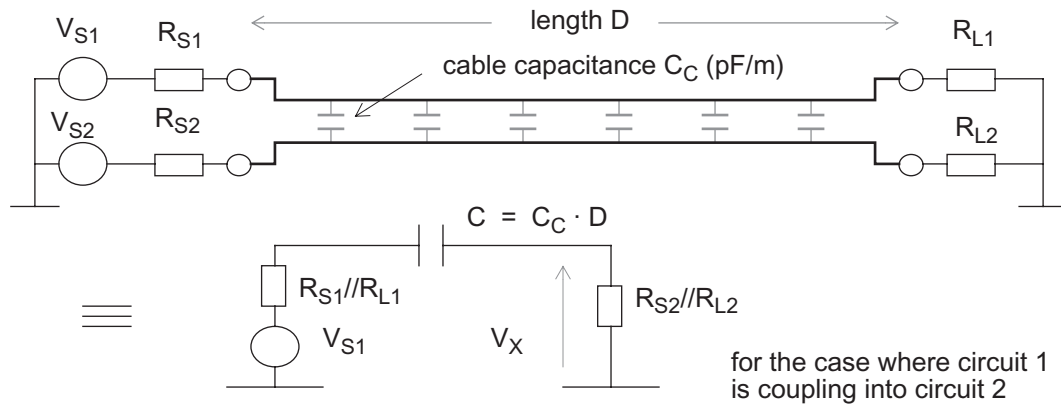 length D
V_S1
R_S1
R_L1
cable capacitance C_C (pF/m)
V_S2
R_S2
R_L2
C = C_C · D
R_S1//R_L1
R_S2//R_L2
V_S1
V_X
for the case where circuit 1
is coupling into circuit 2